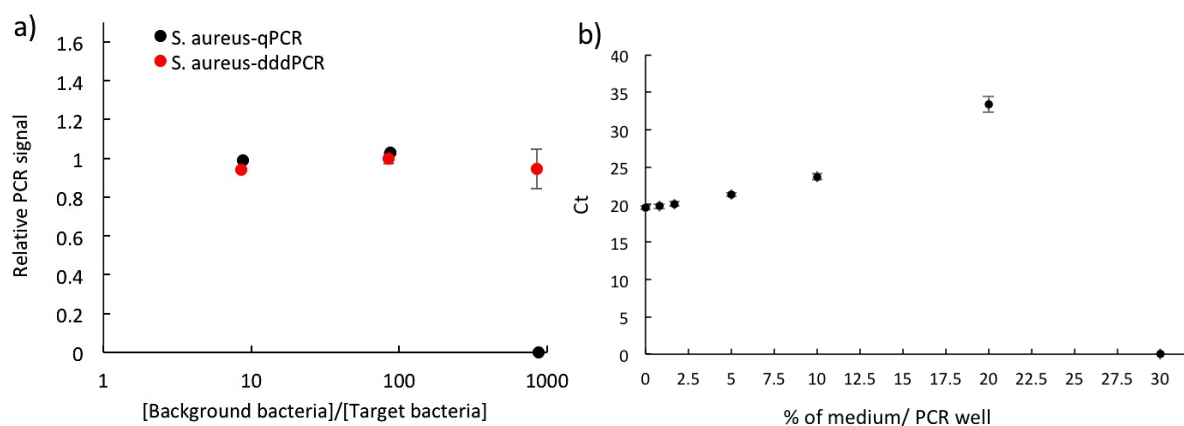 a)
S. aureus-qPCR
S. aureus-dddPCR
Relative PCR signal
1.6
1.4
1.2
1
0.8
0.6
0.4
0.2
0
1 10 100 1000
[Background bacteria]/[Target bacteria]
b)
Ct
40
35
30
25
20
15
10
5
0
0 2.5 5 7.5 10 12.5 15 17.5 20 22.5 25 27.5 30
% of medium/ PCR well